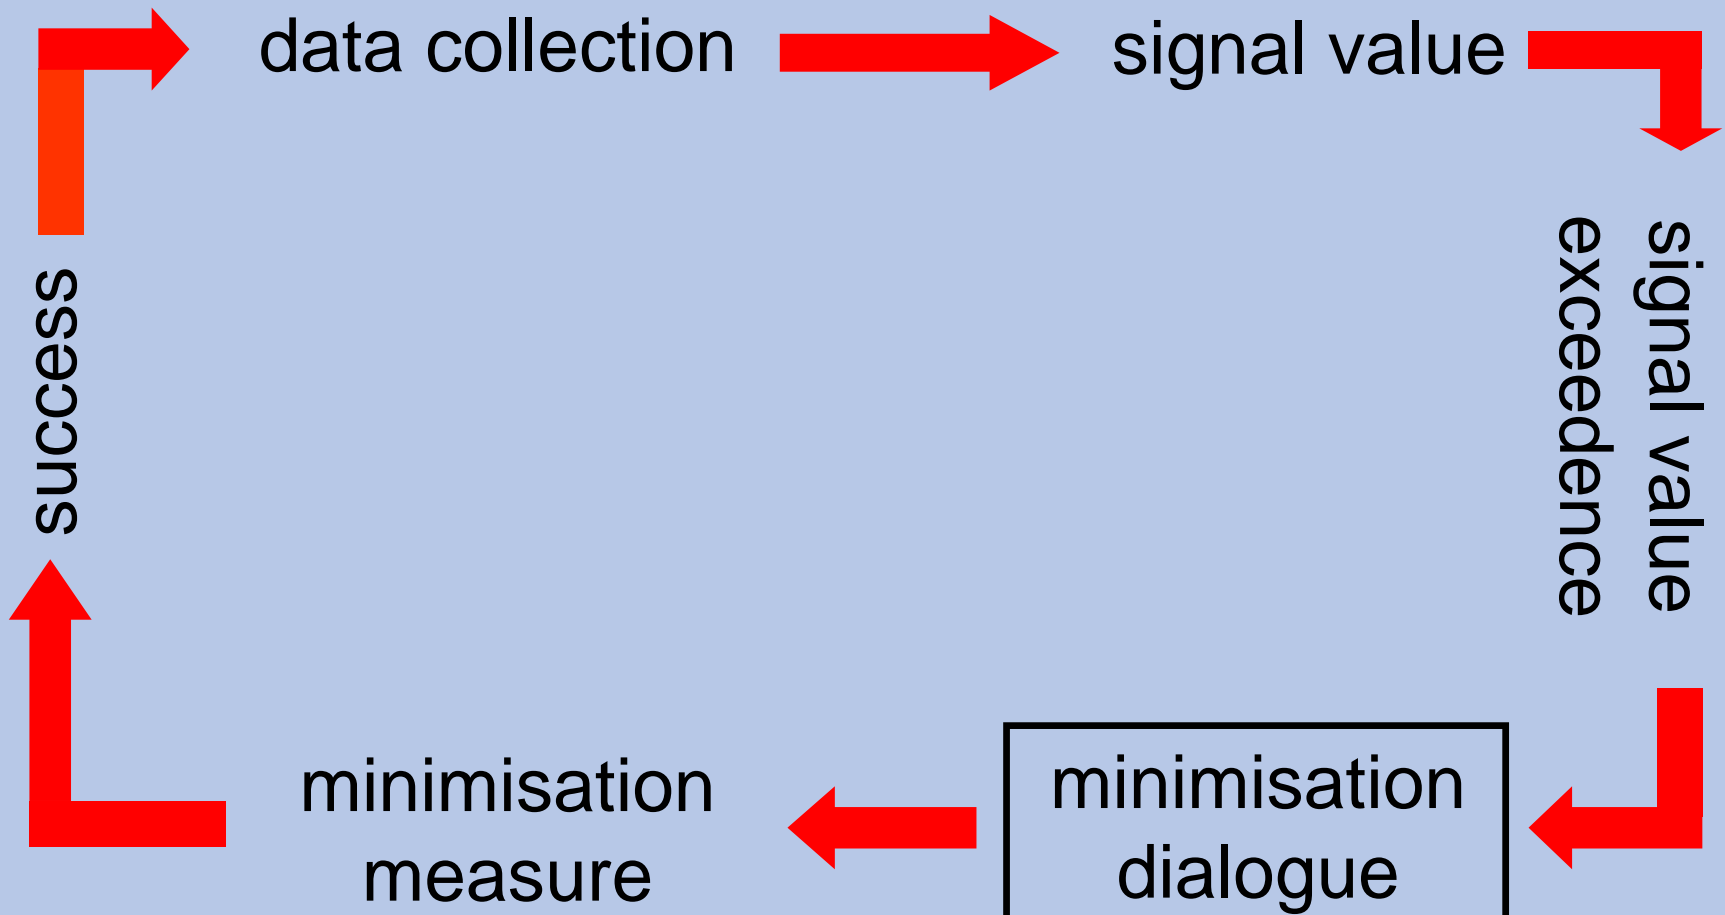 data collection
signal value
signal value
exceedence
minimisation
dialogue
minimisation
measure
success